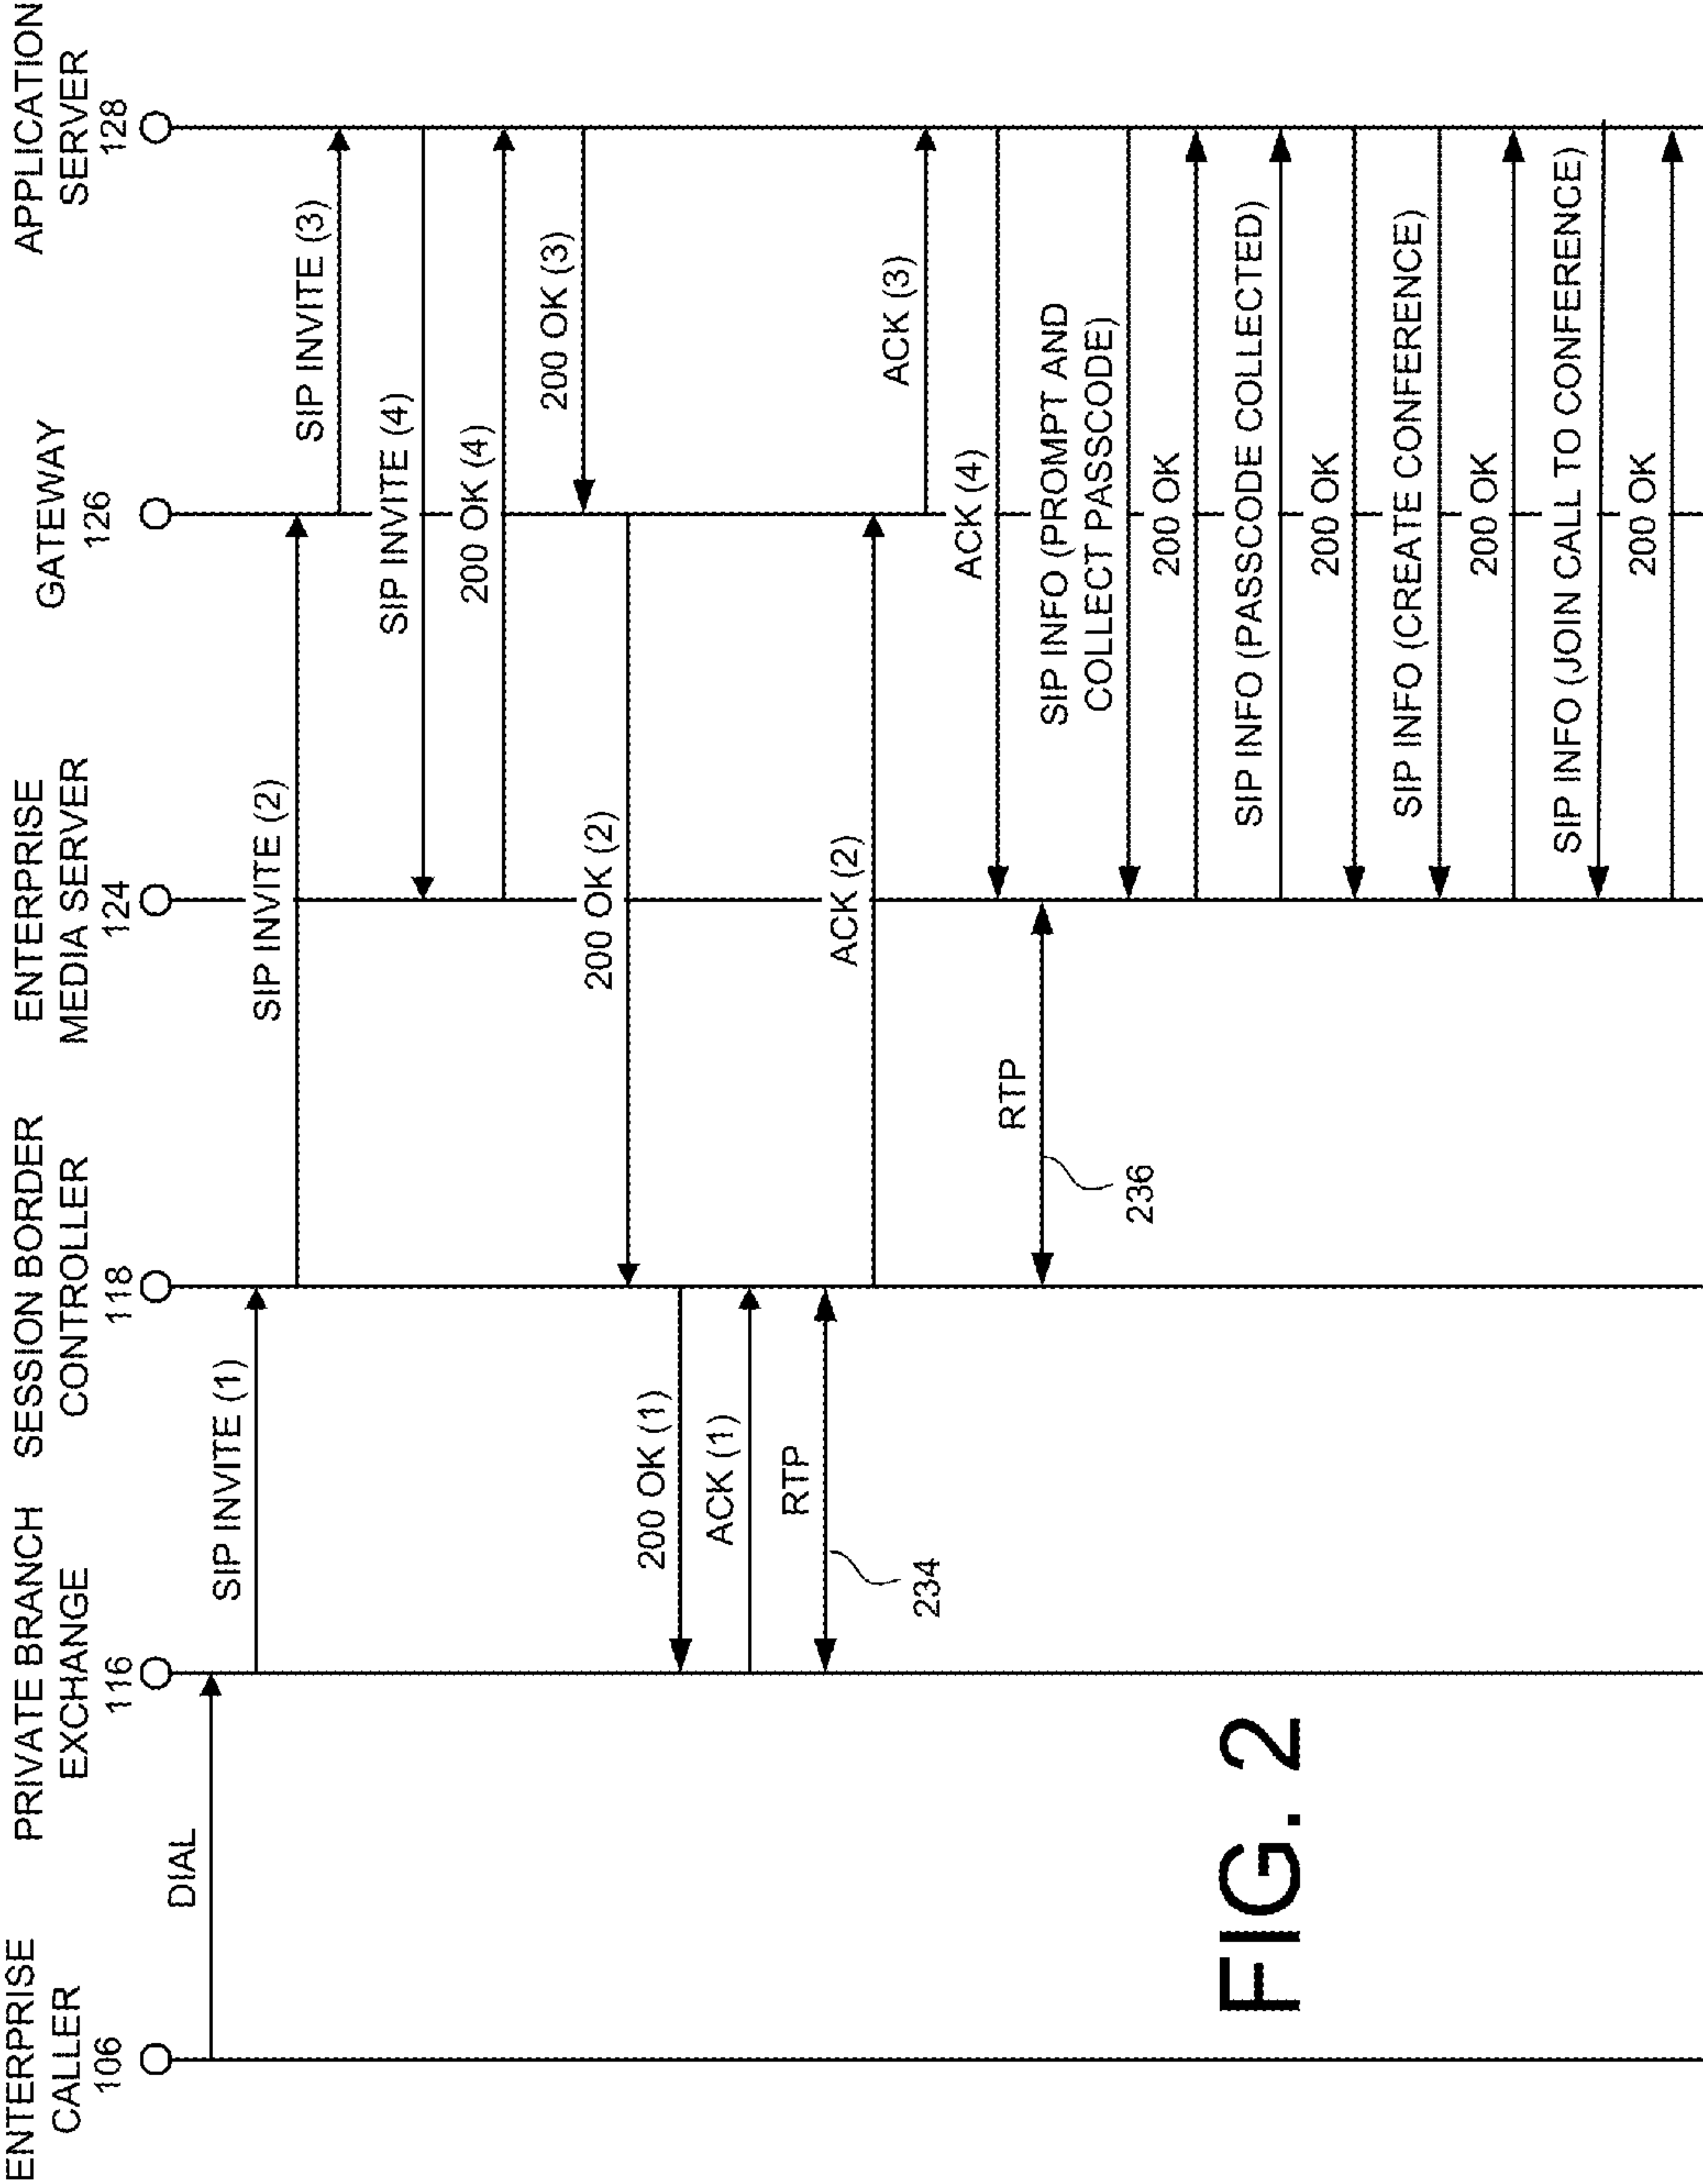 ENTERPRISE
CALLER
106
PRIVATE BRANCH
EXCHANGE
116
SESSION BORDER
CONTROLLER
118
ENTERPRISE
MEDIA SERVER
124
GATEWAY
126
APPLICATION
SERVER
128
DIAL
SIP INVITE (1)
SIP INVITE (2)
SIP INVITE (3)
SIP INVITE (4)
200 OK (4)
200 OK (3)
200 OK (2)
200 OK (1)
ACK (1)
RTP
234
ACK (2)
ACK (3)
ACK (4)
RTP
236
SIP INFO (PROMPT AND
COLLECT PASSCODE)
200 OK
SIP INFO (PASSCODE COLLECTED)
200 OK
SIP INFO (CREATE CONFERENCE)
200 OK
SIP INFO (JOIN CALL TO CONFERENCE)
200 OK
FIG. 2